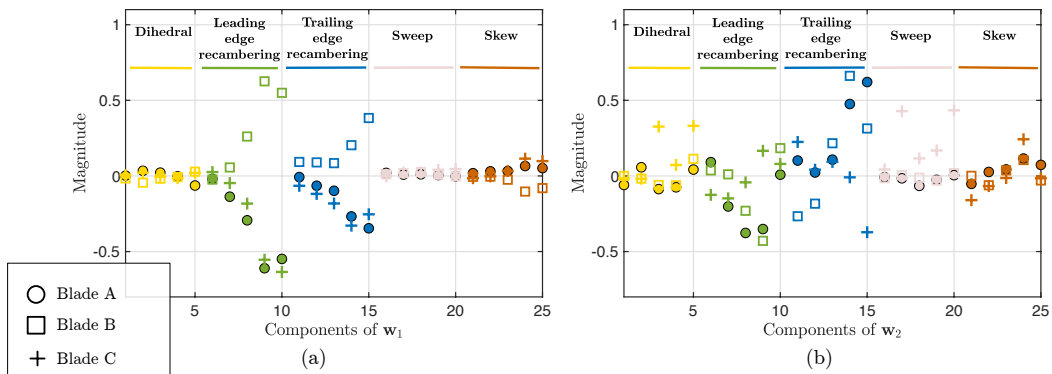 1
0.5
0
-0.5
Magnitude
Dihedral
Leading
edge
recambering
Trailing
edge
recambering
Sweep
Skew
5
10
15
20
25
Components of w₁
(a)
1
0.5
0
-0.5
Magnitude
Dihedral
Leading
edge
recambering
Trailing
edge
recambering
Sweep
Skew
5
10
15
20
25
Components of w₂
(b)
Blade A
Blade B
Blade C